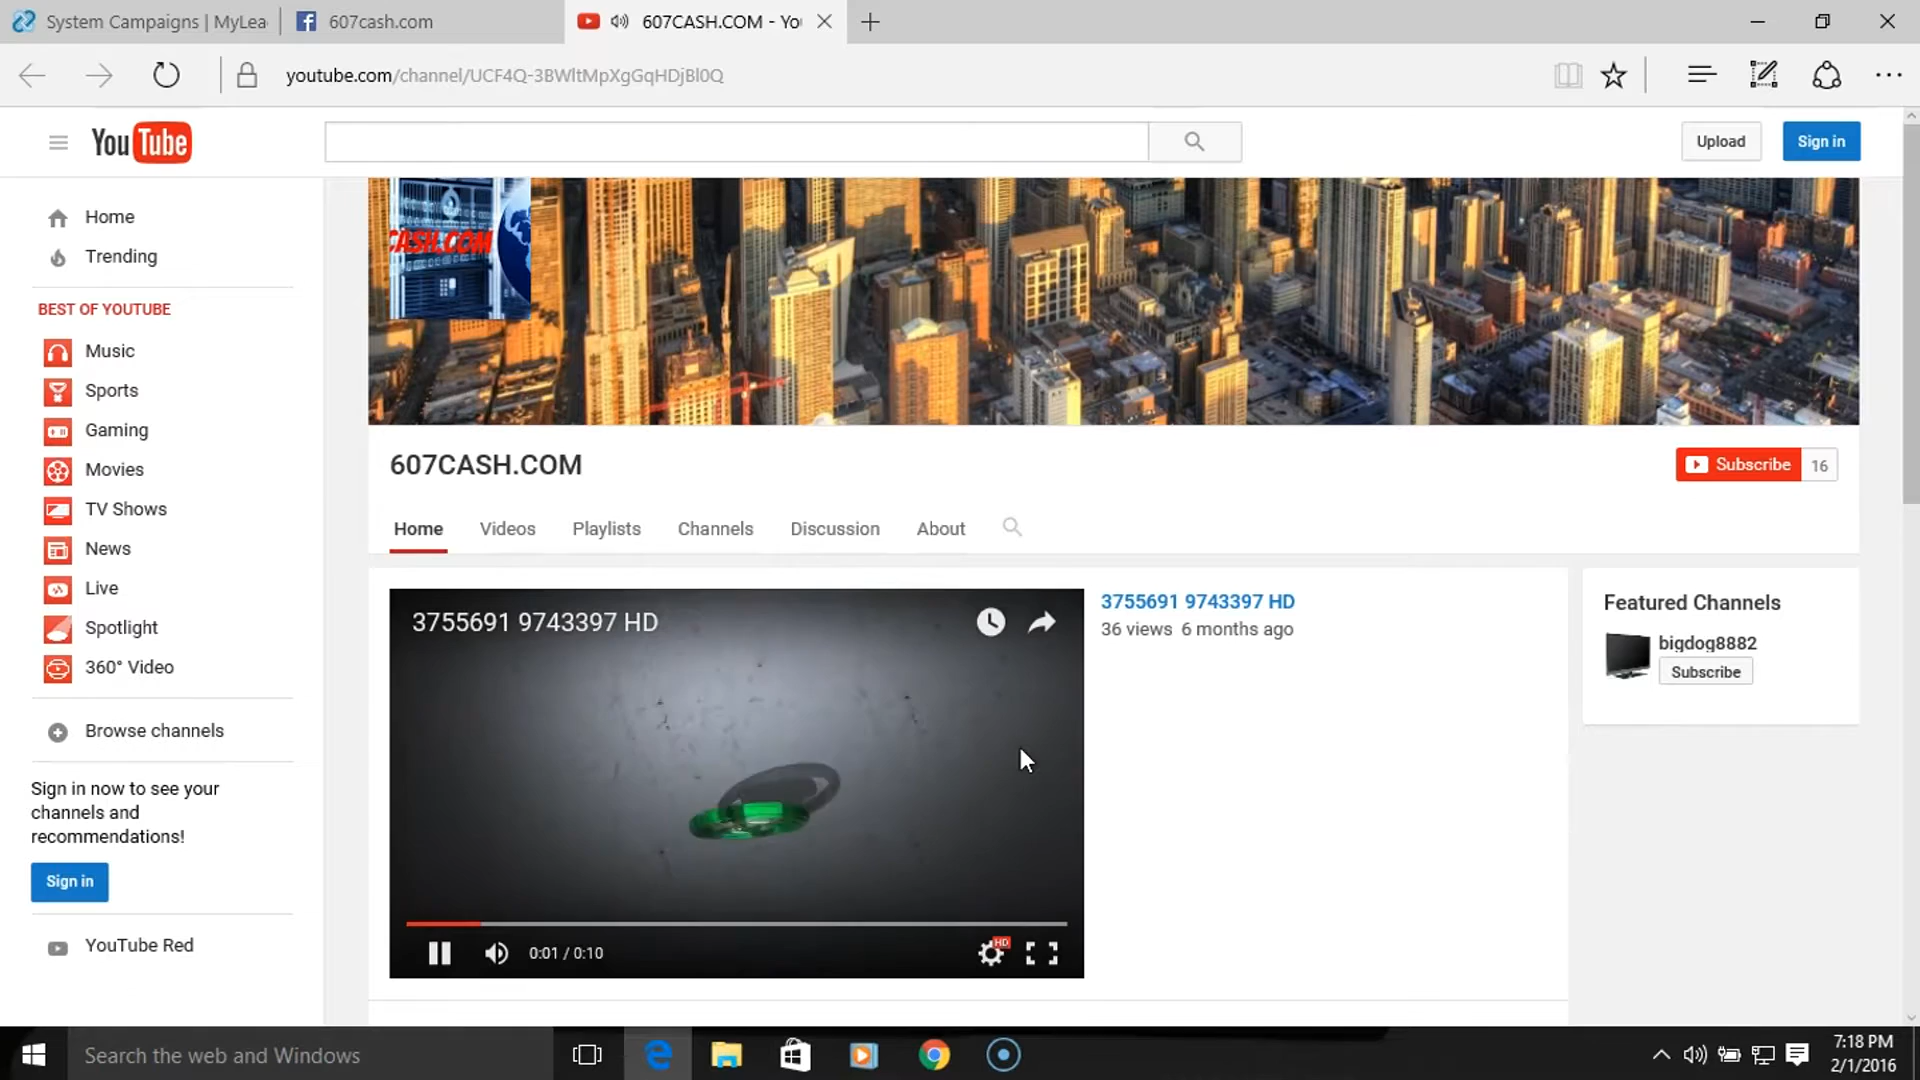 System Campaigns | MyLea
607cash.com
607CASH.COM - Yo
youtube.com/channel/UCF4Q-3BWltMpXgGqHDjBl0Q
YouTube
Upload
Sign in
Home
Trending
BEST OF YOUTUBE
Music
Sports
Gaming
Movies
TV Shows
News
Live
Spotlight
360° Video
Browse channels
Sign in now to see your
channels and
recommendations!
Sign in
YouTube Red
CASH.COM
607CASH.COM
Subscribe 16
Home Videos Playlists Channels Discussion About
3755691 9743397 HD
0:01 / 0:10
HD
3755691 9743397 HD
36 views 6 months ago
Featured Channels
bigdog8882
Subscribe
Search the web and Windows
7:18 PM
2/1/2016